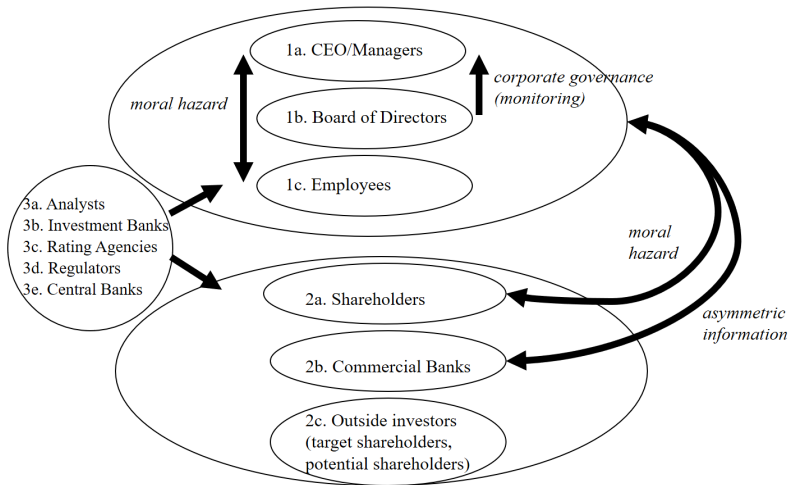 1a. CEO/Managers
corporate governance
(monitoring)
moral hazard
1b. Board of Directors
1c. Employees
3a. Analysts
3b. Investment Banks
3c. Rating Agencies
3d. Regulators
3e. Central Banks
moral
hazard
2a. Shareholders
asymmetric
information
2b. Commercial Banks
2c. Outside investors
(target shareholders,
potential shareholders)